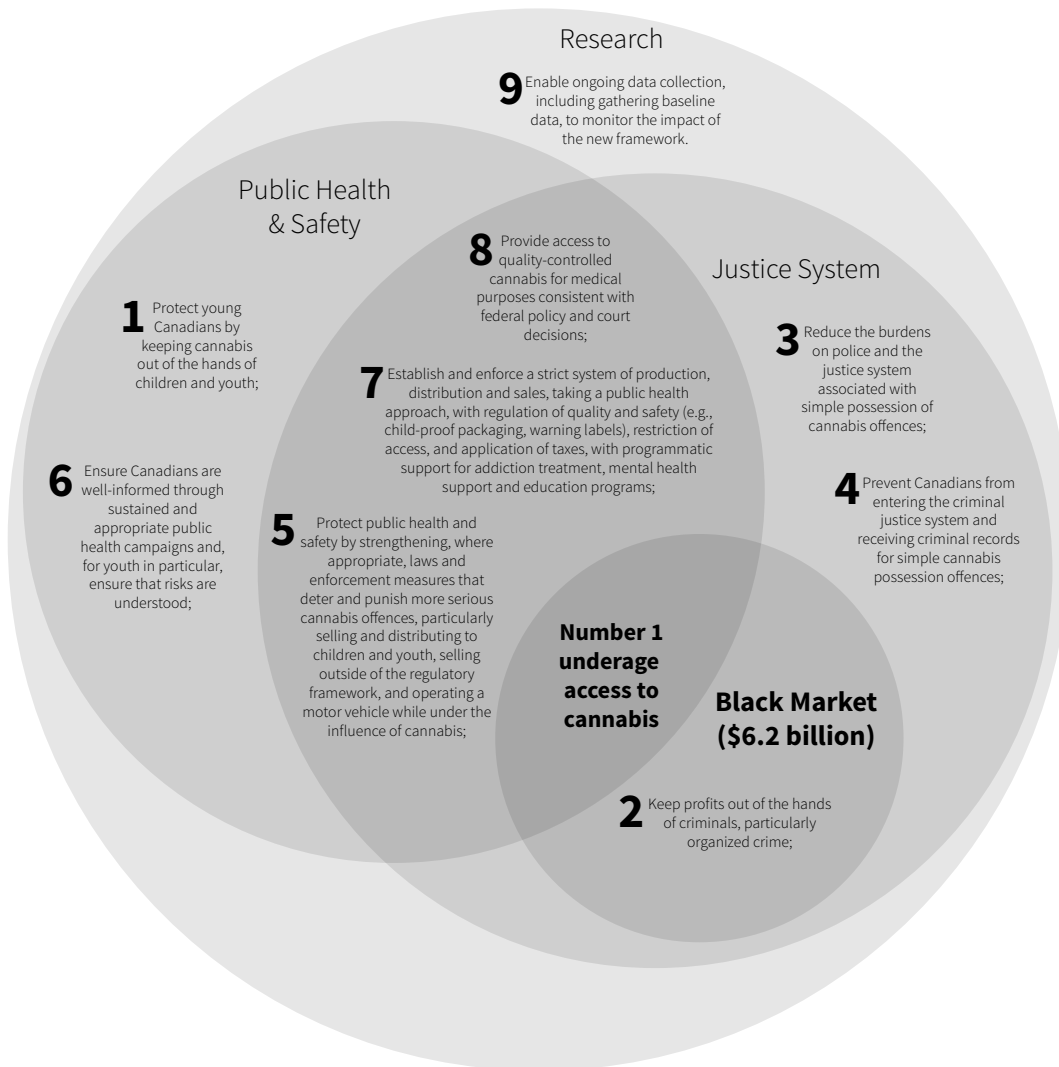 Research
9 Enable ongoing data collection,
including gathering baseline
data, to monitor the impact of
the new framework.
Public Health
& Safety
8 Provide access to
quality-controlled
cannabis for medical
purposes consistent with
federal policy and court
decisions;
Justice System
1 Protect young
Canadians by
keeping cannabis
out of the hands of
children and youth;
3 Reduce the burdens
on police and the
justice system
associated with
simple possession of
cannabis offences;
7 Establish and enforce a strict system of production,
distribution and sales, taking a public health
approach, with regulation of quality and safety (e.g.,
child-proof packaging, warning labels), restriction of
access, and application of taxes, with programmatic
support for addiction treatment, mental health
support and education programs;
6 Ensure Canadians are
well-informed through
sustained and
appropriate public
health campaigns and,
for youth in particular,
ensure that risks are
understood;
4 Prevent Canadians from
entering the criminal
justice system and
receiving criminal records
for simple cannabis
possession offences;
5 Protect public health and
safety by strengthening, where
appropriate, laws and
enforcement measures that
deter and punish more serious
cannabis offences, particularly
selling and distributing to
children and youth, selling
outside of the regulatory
framework, and operating a
motor vehicle while under the
influence of cannabis;
Number 1
underage
access to
cannabis
Black Market
($6.2 billion)
2 Keep profits out of the hands
of criminals, particularly
organized crime;